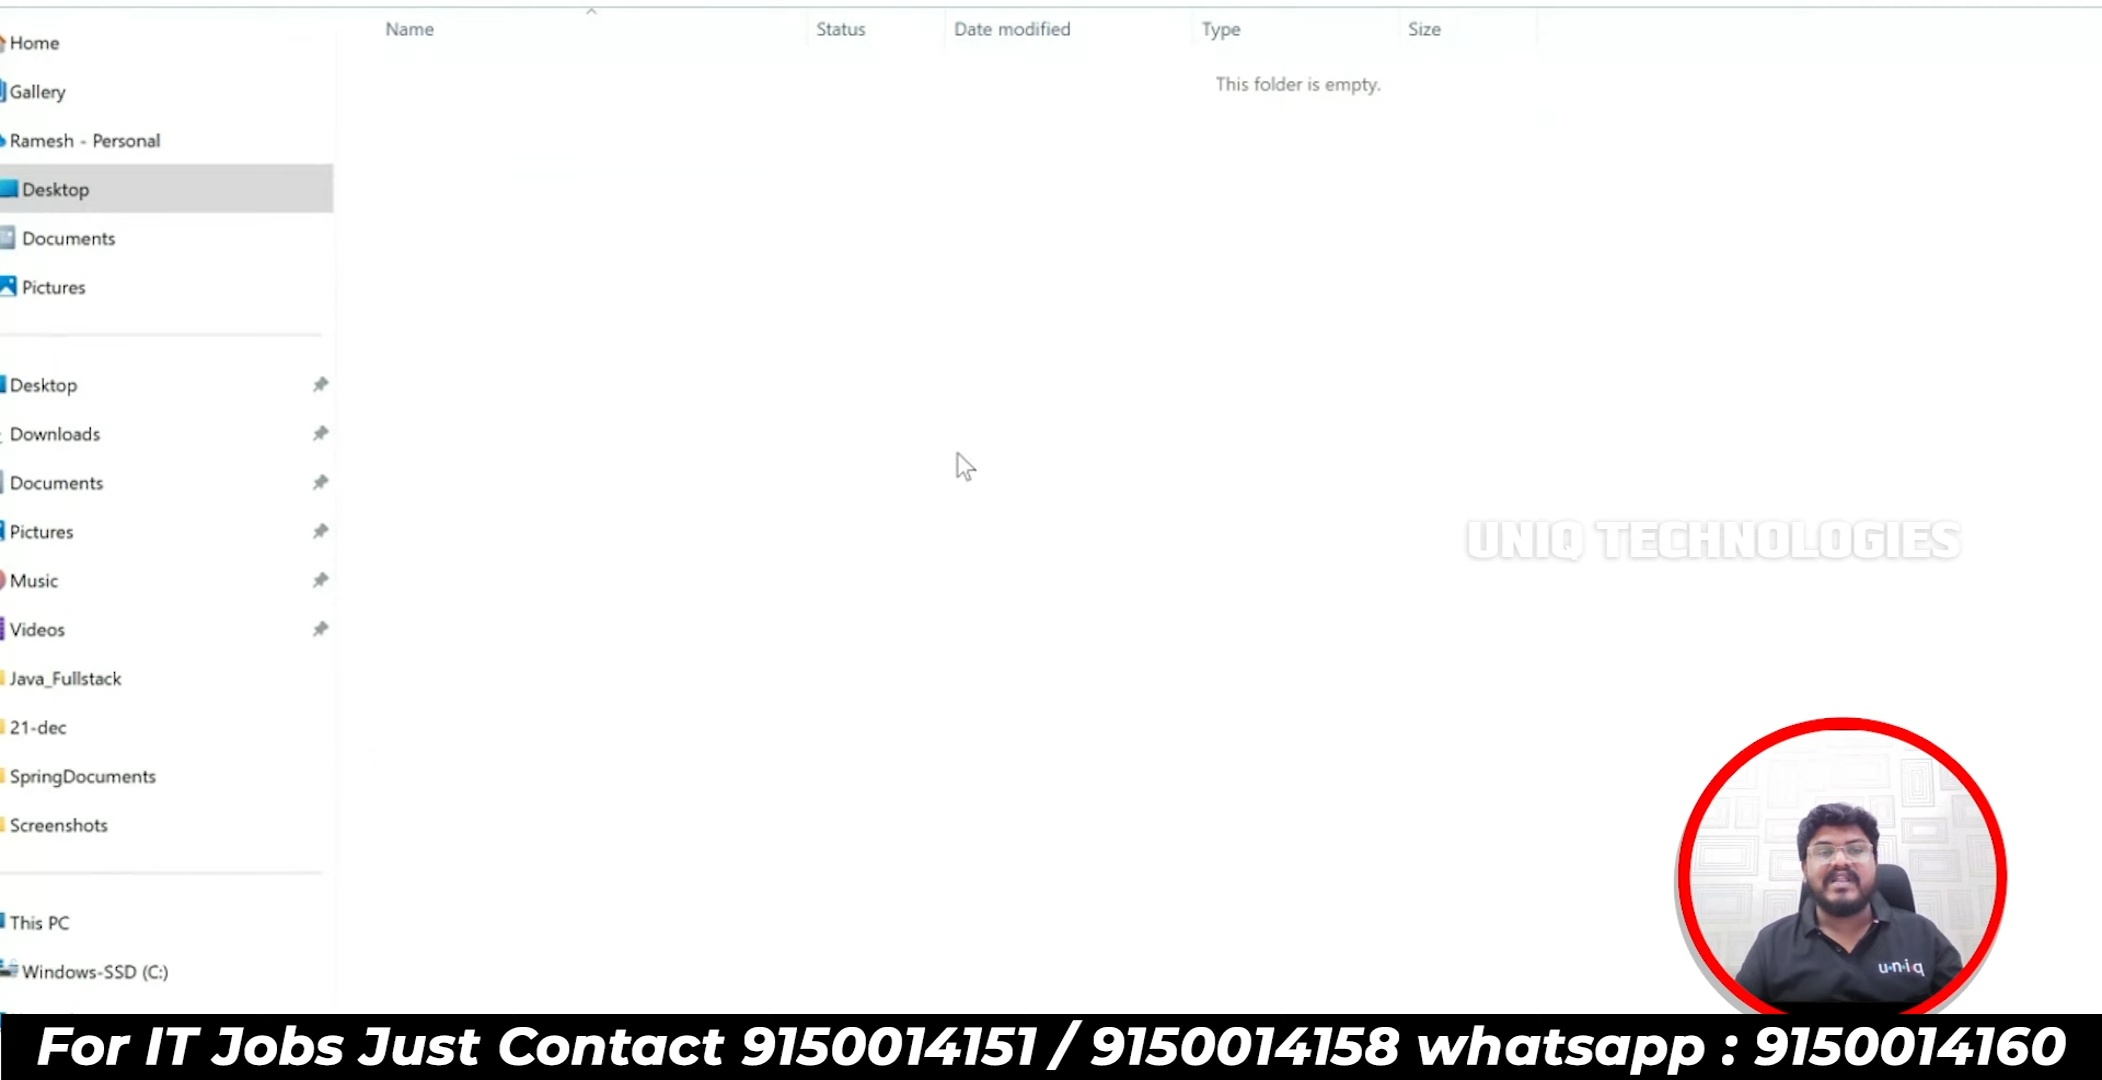 Name Status Date modified Type Size
This folder is empty.
Home
Gallery
Ramesh - Personal
Desktop
Documents
Pictures
Desktop
Downloads
Documents
Pictures
Music
Videos
Java_Fullstack
21-dec
SpringDocuments
Screenshots
This PC
Windows-SSD (C:)
UNIQ TECHNOLOGIES
u·n·i·q
For IT Jobs Just Contact 9150014151 / 9150014158 whatsapp : 9150014160